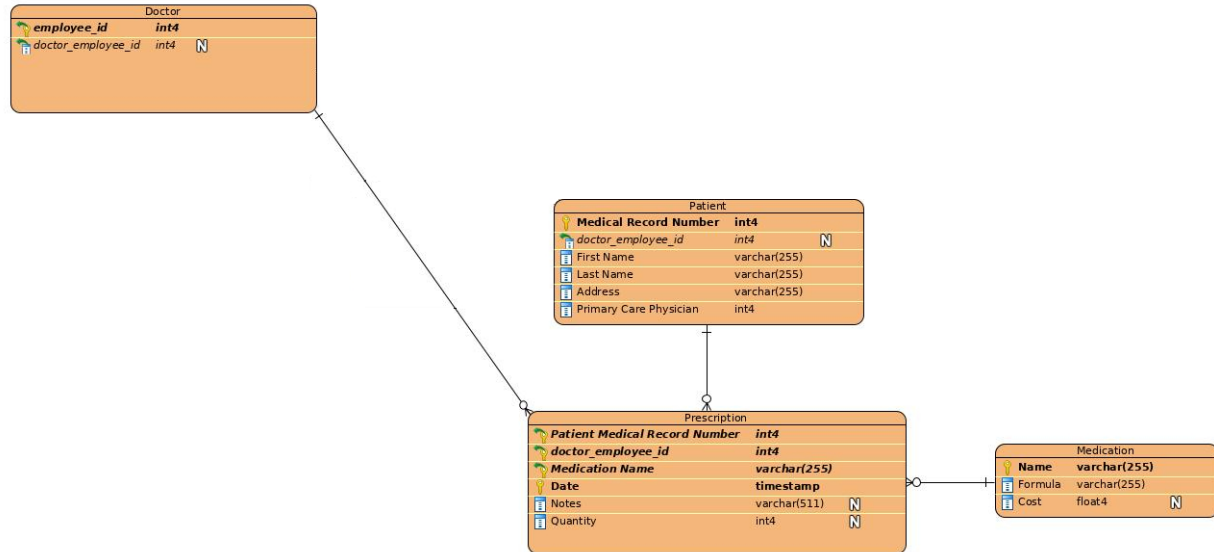 Doctor
employee_id int4
doctor_employee_id int4 N
Patient
Medical Record Number int4
doctor_employee_id int4 N
First Name varchar(255)
Last Name varchar(255)
Address varchar(255)
Primary Care Physician int4
Prescription
Patient Medical Record Number int4
doctor_employee_id int4
Medication Name varchar(255)
Date timestamp
Notes varchar(511) N
Quantity int4 N
Medication
Name varchar(255)
Formula varchar(255)
Cost float4 N